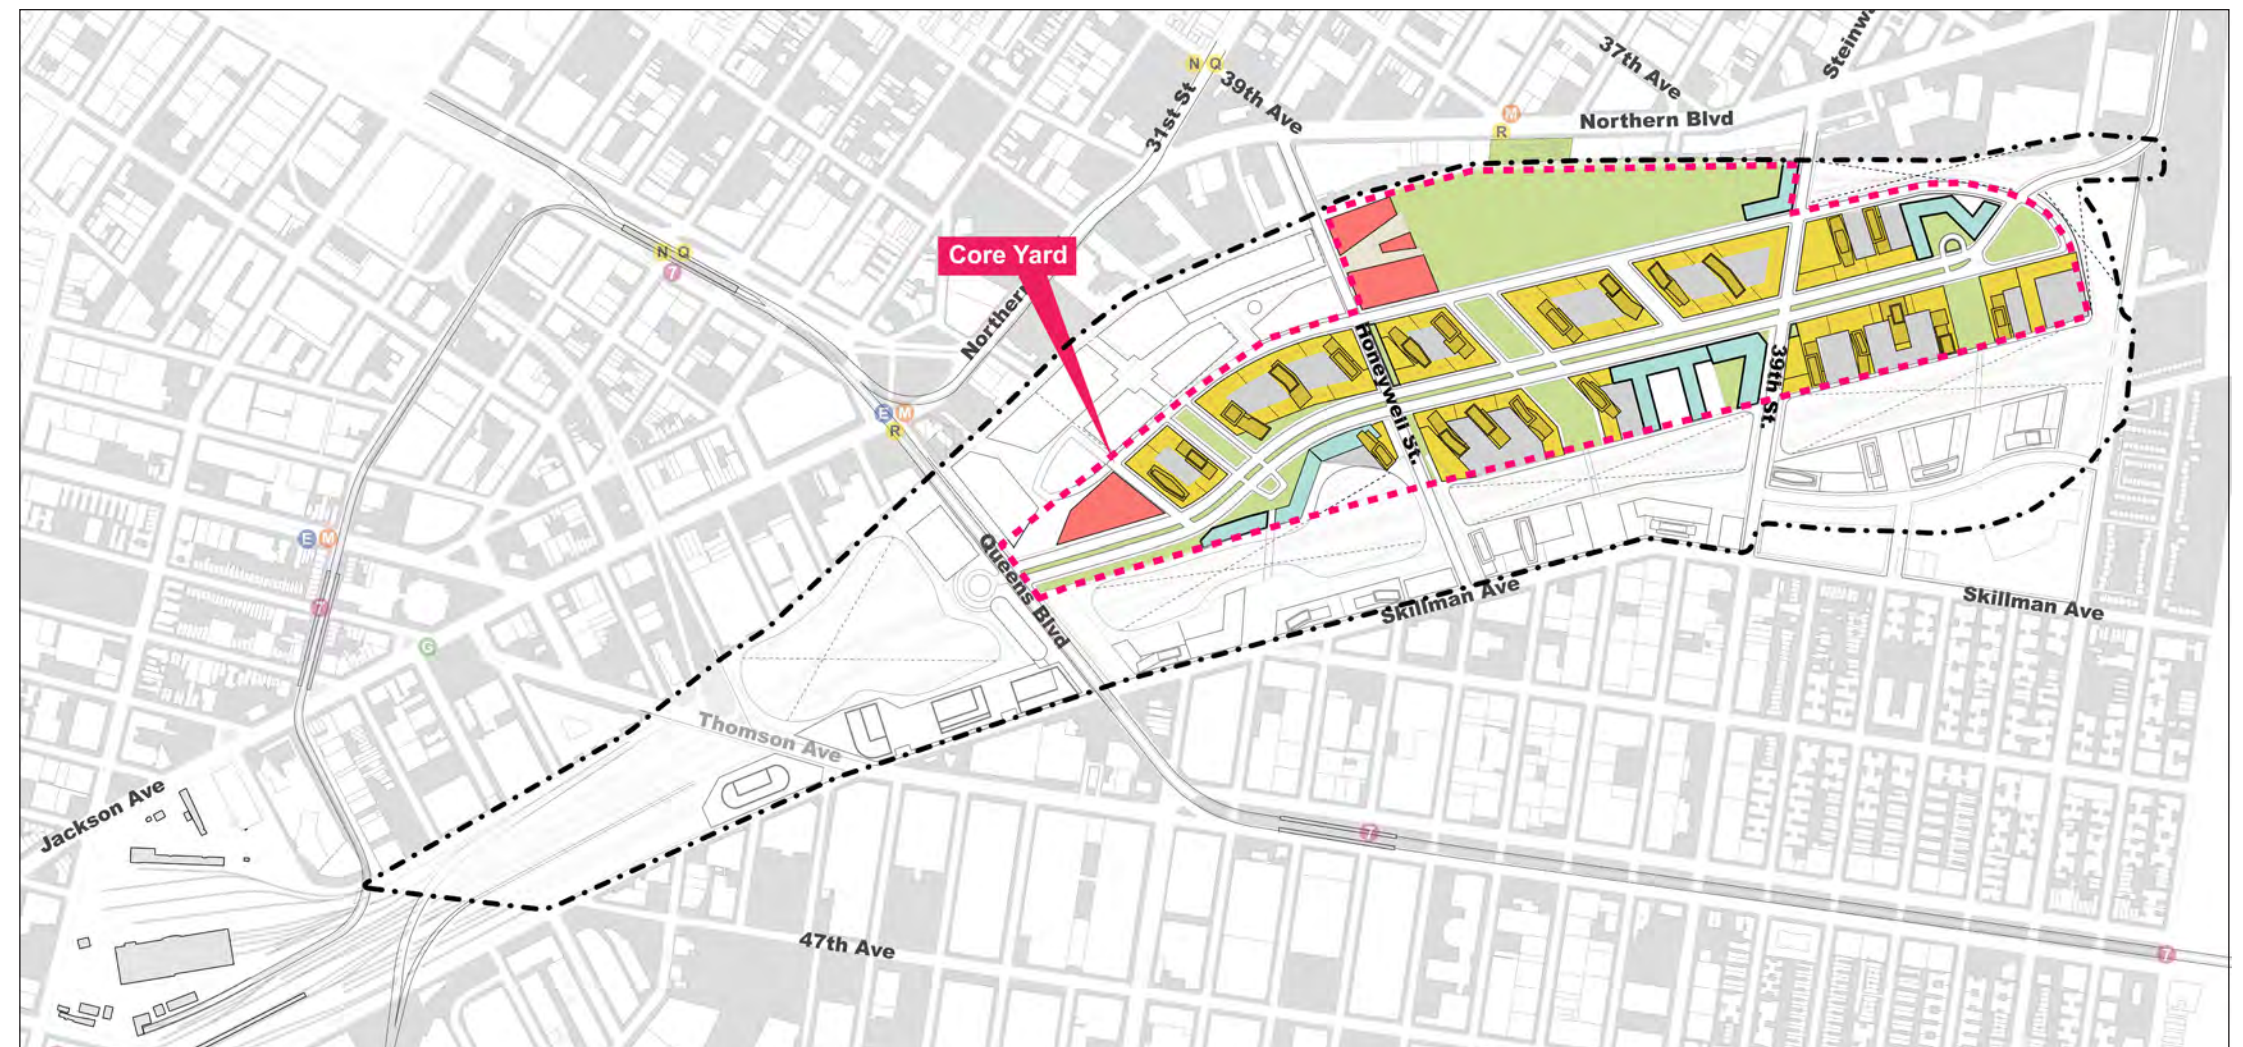 Steinw
37th Ave
N Q
39th Ave
31st St
M
R
Northern Blvd
Core Yard
N Q
7
Northern
Honeywell St.
39th St.
E M
R
E M
7
G
Queens Blvd
Skillman Ave
Skillman Ave
Thomson Ave
Jackson Ave
7
47th Ave
7